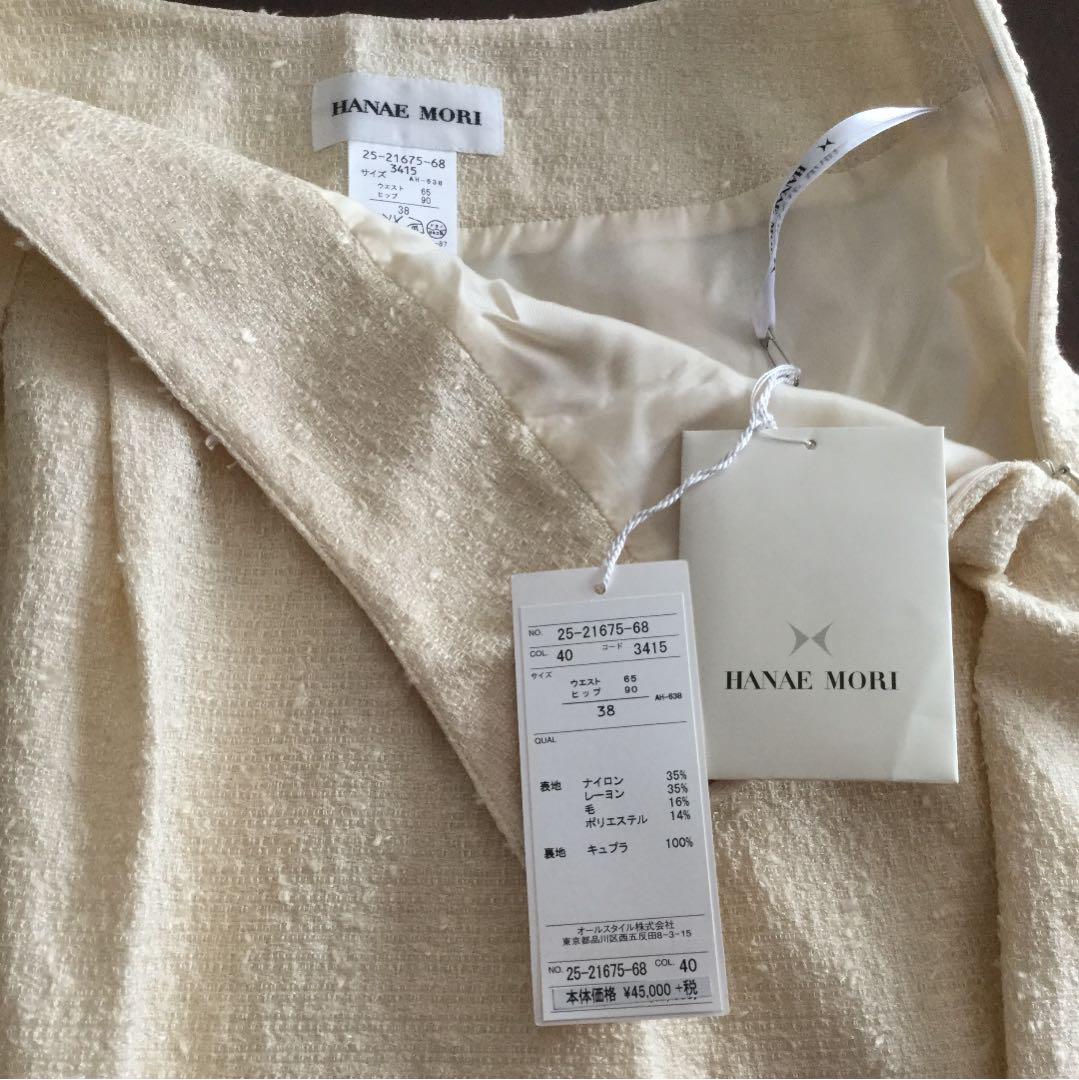 HANAE MORI
25-21675-68
3415
サイズ
AH-638
ウエスト 65
ヒップ 90
38
-87
HANAE MORI
HANAE MORI
NO. 25-21675-68
COL. 40 コード 3415
サイズ
ウエスト 65
ヒップ 90
AH-638
38
QUAL
表地 ナイロン 35%
レーヨン 35%
毛 16%
ポリエステル 14%
裏地 キュプラ 100%
オールスタイル株式会社
東京都品川区西五反田8-3-15
NO. 25-21675-68 COL. 40
本体価格 ¥45,000 +税